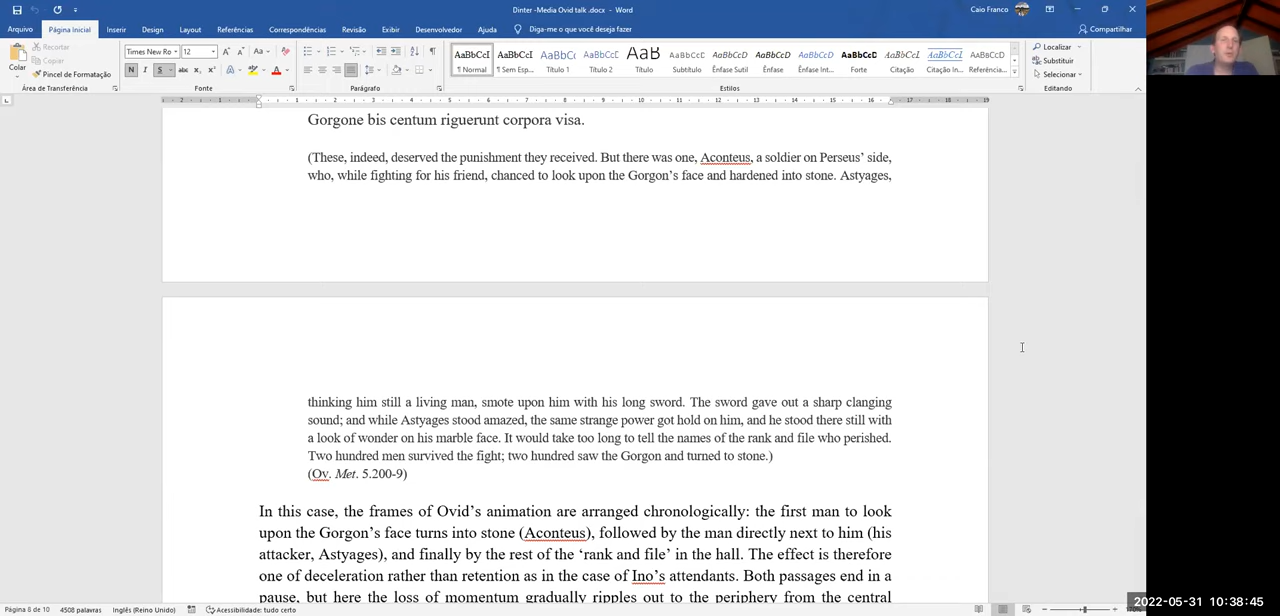 Dinter -Media Ovid talk .docx - Word
Caio Franco
Arquivo Página Inicial Inserir Design Layout Referências Correspondências Revisão Exibir Desenvolvedor Ajuda Diga-me o que você deseja fazer Compartilhar
Colar
Recortar
Copiar
Pincel de Formatação
Área de Transferência
Times New Ro 12
N I S abc
Fonte
Parágrafo
AaBbCcI AaBbCcI AaBbC AaBbCc AaB AaBbCcC AaBbCcD AaBbCcD AaBbCcD AaBbCcD AaBbCcL AaBbCcI AaBbCcD
¶ Normal ¶ Sem Esp... Título 1 Título 2 Título Subtítulo Ênfase Sutil Ênfase Ênfase Int... Forte Citação Citação In... Referência...
Estilos
Localizar
Substituir
Selecionar
Editando
Gorgone bis centum riguerunt corpora visa.
(These, indeed, deserved the punishment they received. But there was one, Aconteus, a soldier on Perseus’ side,
who, while fighting for his friend, chanced to look upon the Gorgon’s face and hardened into stone. Astyages,
thinking him still a living man, smote upon him with his long sword. The sword gave out a sharp clanging
sound; and while Astyages stood amazed, the same strange power got hold on him, and he stood there still with
a look of wonder on his marble face. It would take too long to tell the names of the rank and file who perished.
Two hundred men survived the fight; two hundred saw the Gorgon and turned to stone.)
(Ov. Met. 5.200-9)
In this case, the frames of Ovid’s animation are arranged chronologically: the first man to look
upon the Gorgon’s face turns into stone (Aconteus), followed by the man directly next to him (his
attacker, Astyages), and finally by the rest of the ‘rank and file’ in the hall. The effect is therefore
one of deceleration rather than retention as in the case of Ino’s attendants. Both passages end in a
pause, but here the loss of momentum gradually ripples out to the periphery from the central
Página 8 de 10 4508 palavras Inglês (Reino Unido) Acessibilidade: tudo certo
2022-05-31 10:38:45